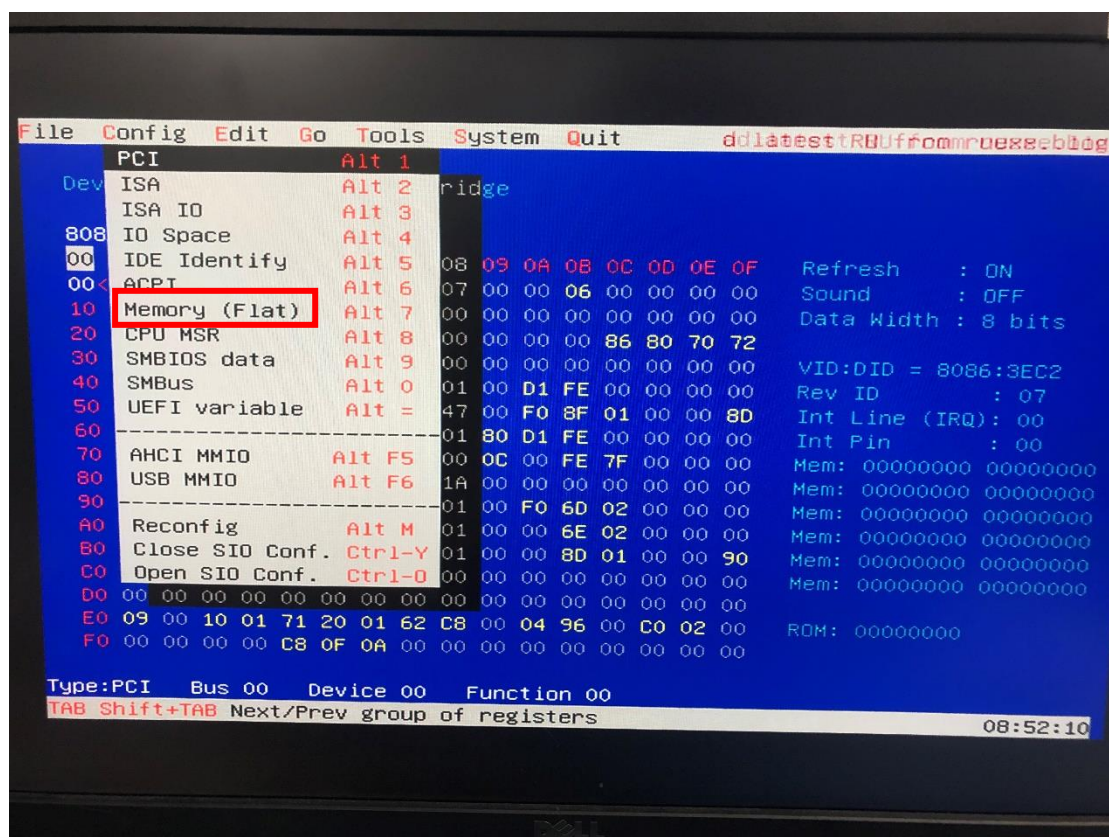 File Config Edit Go Tools System Quit
PCI Alt 1
Dev ridge
ISA Alt 2
ISA IO Alt 3
808 IO Space Alt 4
00 IDE Identify Alt 5 08 09 0A 0B 0C 0D 0E 0F Refresh : ON
00< ACPI Alt 6 07 00 00 06 00 00 00 00 Sound : OFF
10 Memory (Flat) Alt 7 00 00 00 00 00 00 00 00 Data Width : 8 bits
20 CPU MSR Alt 8 00 00 00 00 86 80 70 72
30 SMBIOS data Alt 9 00 00 00 00 00 00 00 00 VID:DID = 8086:3EC2
40 SMBus Alt 0 01 00 D1 FE 00 00 00 00 Rev ID : 07
50 UEFI variable Alt = 47 00 F0 8F 01 00 00 8D Int Line (IRQ): 00
60 01 80 D1 FE 00 00 00 00 Int Pin : 00
70 AHCI MMIO Alt F5 00 0C 00 FE 7F 00 00 00 Mem: 00000000 00000000
80 USB MMIO Alt F6 1A 00 00 00 00 00 00 00 Mem: 00000000 00000000
90 01 00 F0 6D 02 00 00 00 Mem: 00000000 00000000
A0 Reconfig Alt M 01 00 00 6E 02 00 00 00 Mem: 00000000 00000000
B0 Close SIO Conf. Ctrl-Y 01 00 00 8D 01 00 00 90 Mem: 00000000 00000000
C0 Open SIO Conf. Ctrl-O 00 00 00 00 00 00 00 00 Mem: 00000000 00000000
D0 00 00 00 00 00 00 00 00 00 00 00 00 00 00 00 00
E0 09 00 10 01 71 20 01 62 C8 00 04 96 00 C0 02 00 ROM: 00000000
F0 00 00 00 00 C8 0F 0A 00 00 00 00 00 00 00 00 00
Type:PCI Bus 00 Device 00 Function 00
TAB Shift+TAB Next/Prev group of registers 08:52:10
DELL